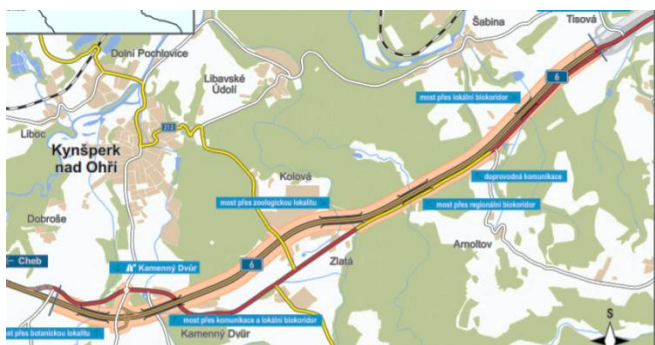 Tisová
Šabina
Dolní Pochlovice
Libavské
Údolí
6
most přes lokální biokoridor
212
Liboc
Kynšperk
nad Ohří
Kolová
doprovodná komunikace
most přes zoologickou lokalitu
most přes regionální biokoridor
Dobroše
Arnoltov
Cheb
Kamenný Dvůr
6
Zlatá
most přes komunikace a lokální biokoridor
S
přes botanickou lokalitu
Kamenný Dvůr